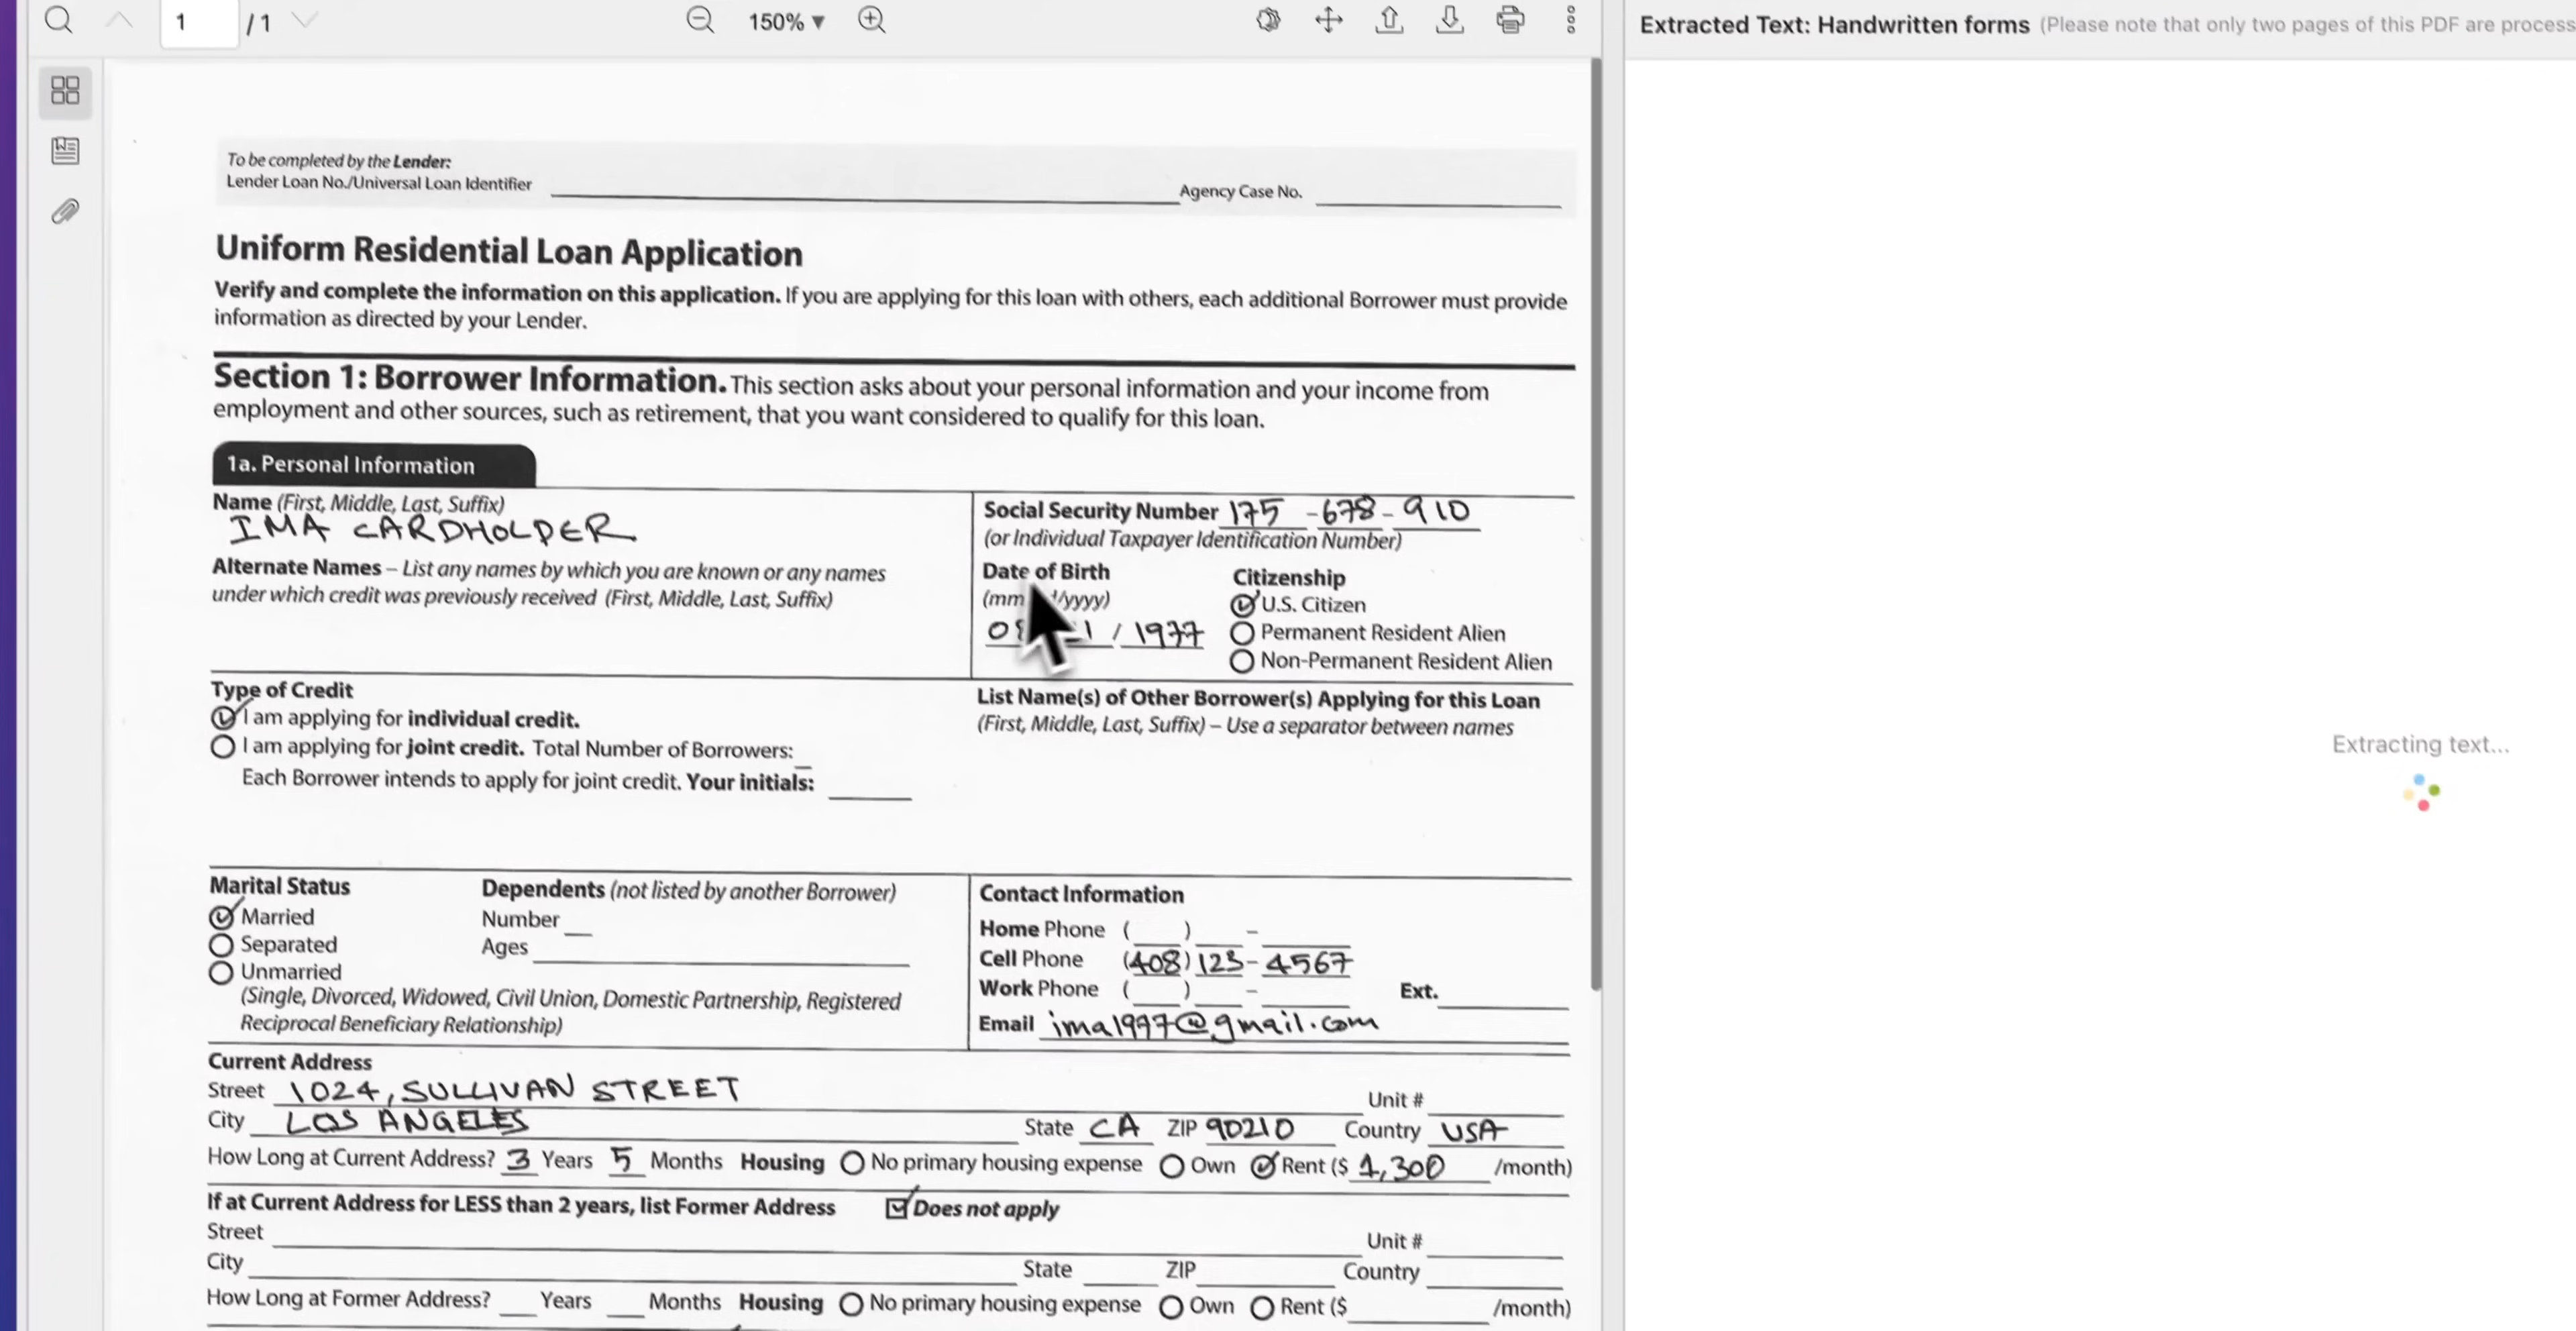 1 / 1
150%
Extracted Text: Handwritten forms (Please note that only two pages of this PDF are process
To be completed by the Lender:
Lender Loan No./Universal Loan Identifier Agency Case No.
Uniform Residential Loan Application
Verify and complete the information on this application. If you are applying for this loan with others, each additional Borrower must provide
information as directed by your Lender.
Section 1: Borrower Information. This section asks about your personal information and your income from
employment and other sources, such as retirement, that you want considered to qualify for this loan.
1a. Personal Information
Name (First, Middle, Last, Suffix)
IMA CARDHOLDER
Alternate Names – List any names by which you are known or any names
under which credit was previously received (First, Middle, Last, Suffix)
Social Security Number 175 - 678 - 910
(or Individual Taxpayer Identification Number)
Date of Birth
(mm /yyyy)
/ 1977
Citizenship
U.S. Citizen
Permanent Resident Alien
Non-Permanent Resident Alien
Type of Credit
I am applying for individual credit.
I am applying for joint credit. Total Number of Borrowers:
Each Borrower intends to apply for joint credit. Your initials:
List Name(s) of Other Borrower(s) Applying for this Loan
(First, Middle, Last, Suffix) – Use a separator between names
Extracting text...
Marital Status
Married
Separated
Unmarried
(Single, Divorced, Widowed, Civil Union, Domestic Partnership, Registered
Reciprocal Beneficiary Relationship)
Dependents (not listed by another Borrower)
Number
Ages
Contact Information
Home Phone ( ) –
Cell Phone (408) 123 – 4567
Work Phone ( ) – Ext.
Email ima1977@gmail.com
Current Address
Street 1024, SULLIVAN STREET Unit #
City LOS ANGELES State CA ZIP 90210 Country USA
How Long at Current Address? 3 Years 5 Months Housing No primary housing expense Own Rent ($ 1,300 /month)
If at Current Address for LESS than 2 years, list Former Address Does not apply
Street Unit #
City State ZIP Country
How Long at Former Address? Years Months Housing No primary housing expense Own Rent ($ /month)